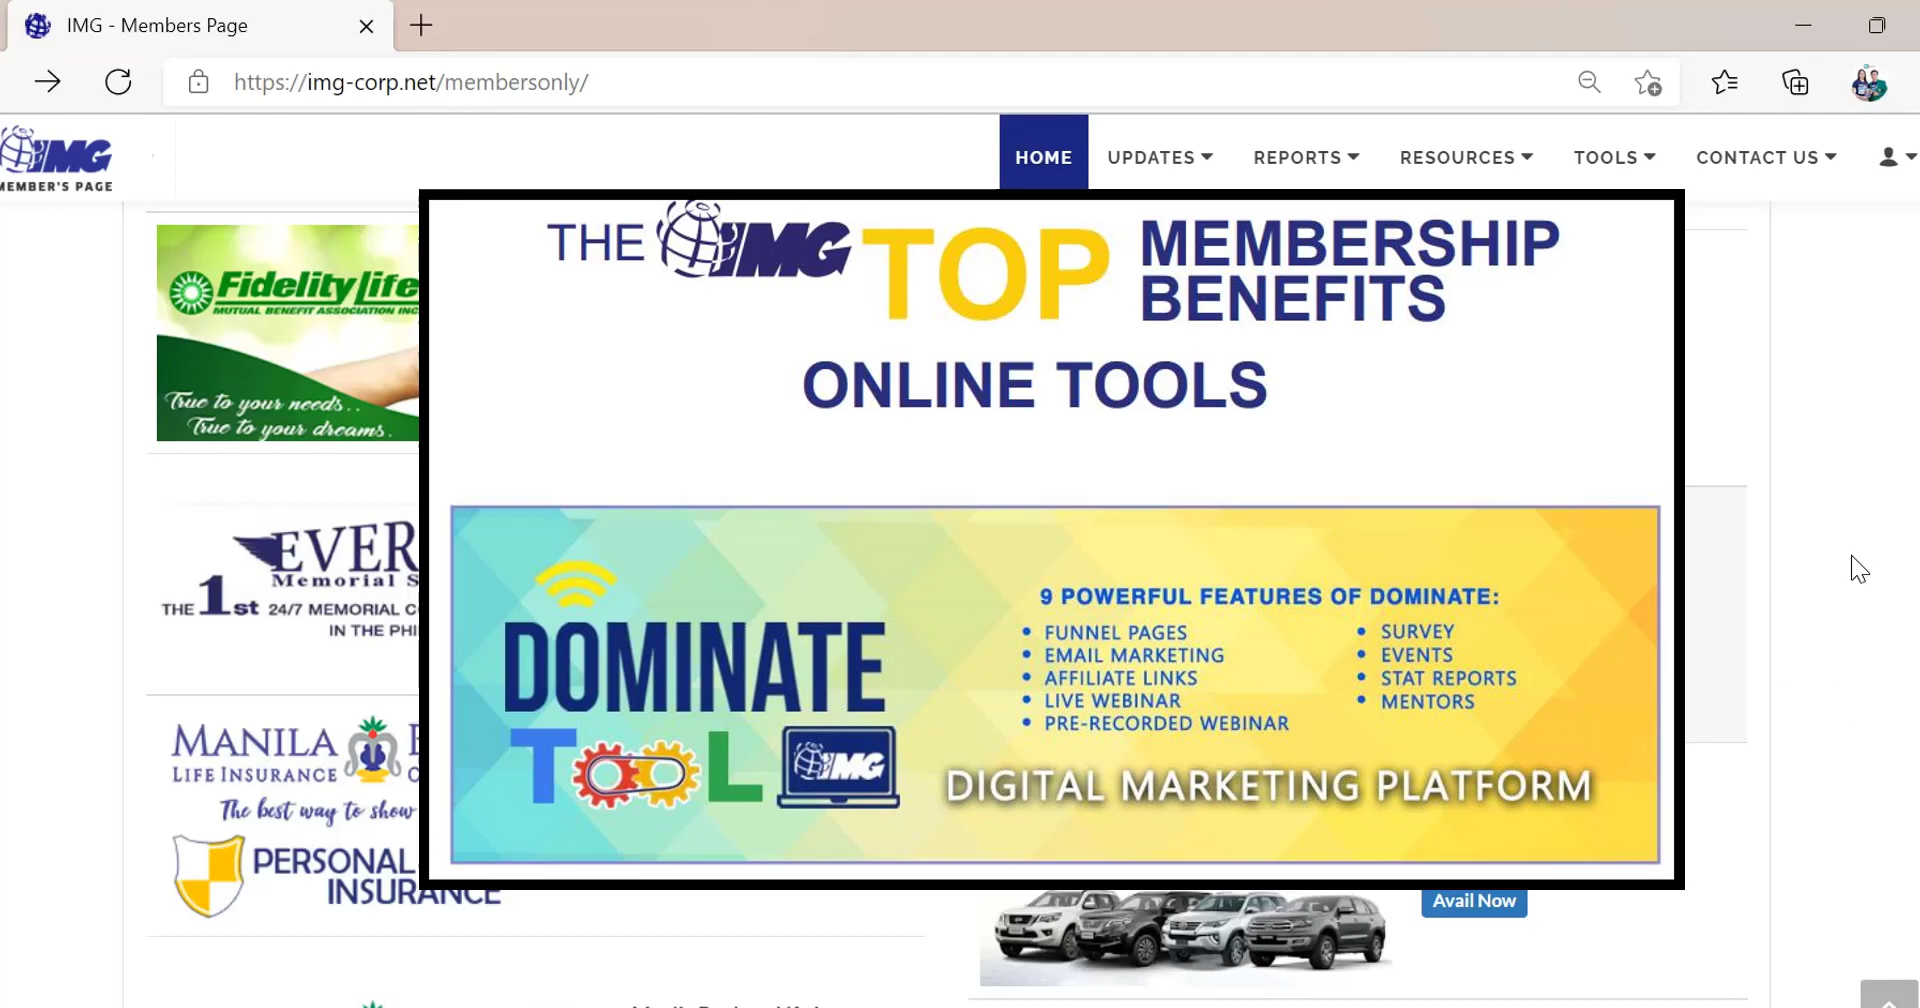 IMG - Members Page
https://img-corp.net/membersonly/
IMG
MEMBER'S PAGE
HOME
UPDATES
REPORTS
RESOURCES
TOOLS
CONTACT US
THE IMG TOP MEMBERSHIP BENEFITS
ONLINE TOOLS
Fidelity Life
MUTUAL BENEFIT ASSOCIATION INC
True to your needs..
True to your dreams.
EVER
Memorial S
THE 1st 24/7 MEMORIAL
IN THE PHI
MANILA
LIFE INSURANCE
The best way to show
PERSONAL
INSURANCE
DOMINATE
TOOL
IMG
9 POWERFUL FEATURES OF DOMINATE:
• FUNNEL PAGES
• EMAIL MARKETING
• AFFILIATE LINKS
• LIVE WEBINAR
• PRE-RECORDED WEBINAR
• SURVEY
• EVENTS
• STAT REPORTS
• MENTORS
DIGITAL MARKETING PLATFORM
Avail Now